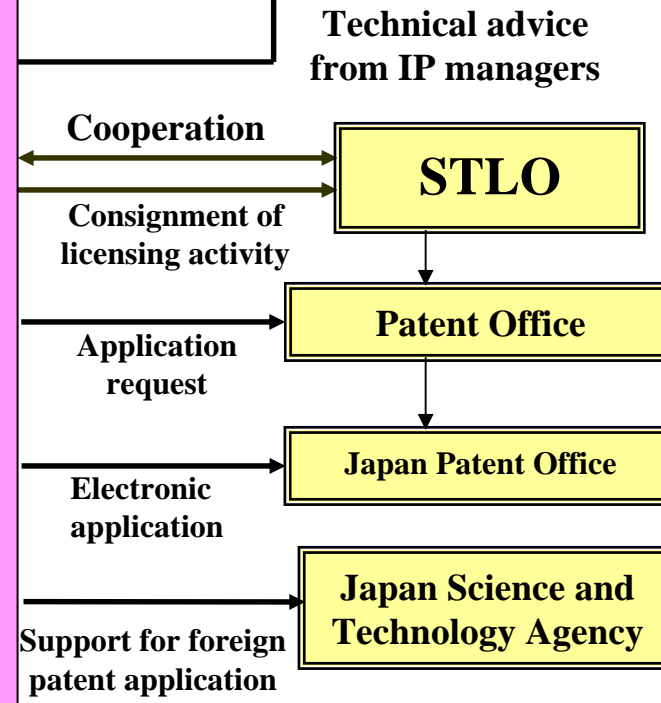 Technical advice
from IP managers
Cooperation
STLO
Consignment of
licensing activity
Patent Office
Application
request
Japan Patent Office
Electronic
application
Japan Science and
Technology Agency
Support for foreign
patent application